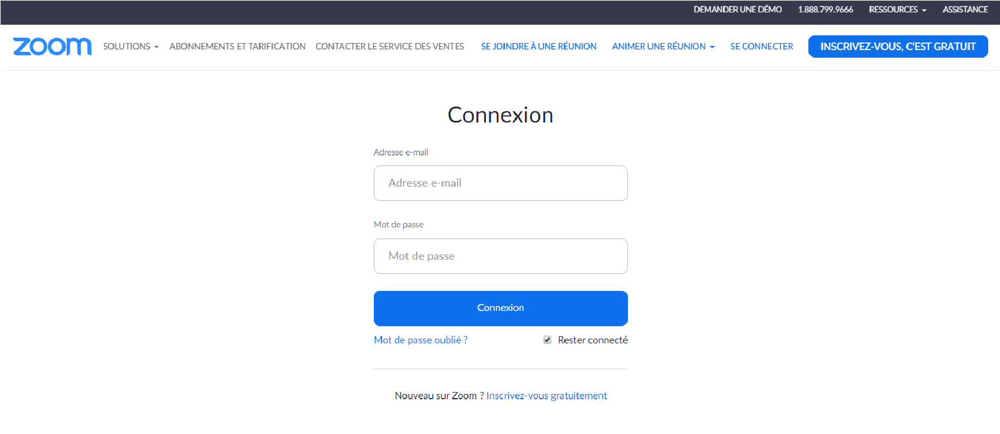 DEMANDER UNE DÉMO 1.888.799.9666 RESSOURCES ASSISTANCE
zoom SOLUTIONS ABONNEMENTS ET TARIFICATION CONTACTER LE SERVICE DES VENTES SE JOINDRE À UNE RÉUNION ANIMER UNE RÉUNION SE CONNECTER INSCRIVEZ-VOUS, C'EST GRATUIT
Connexion
Adresse e-mail
Adresse e-mail
Mot de passe
Mot de passe
Connexion
Mot de passe oublié ? Rester connecté
Nouveau sur Zoom ? Inscrivez-vous gratuitement